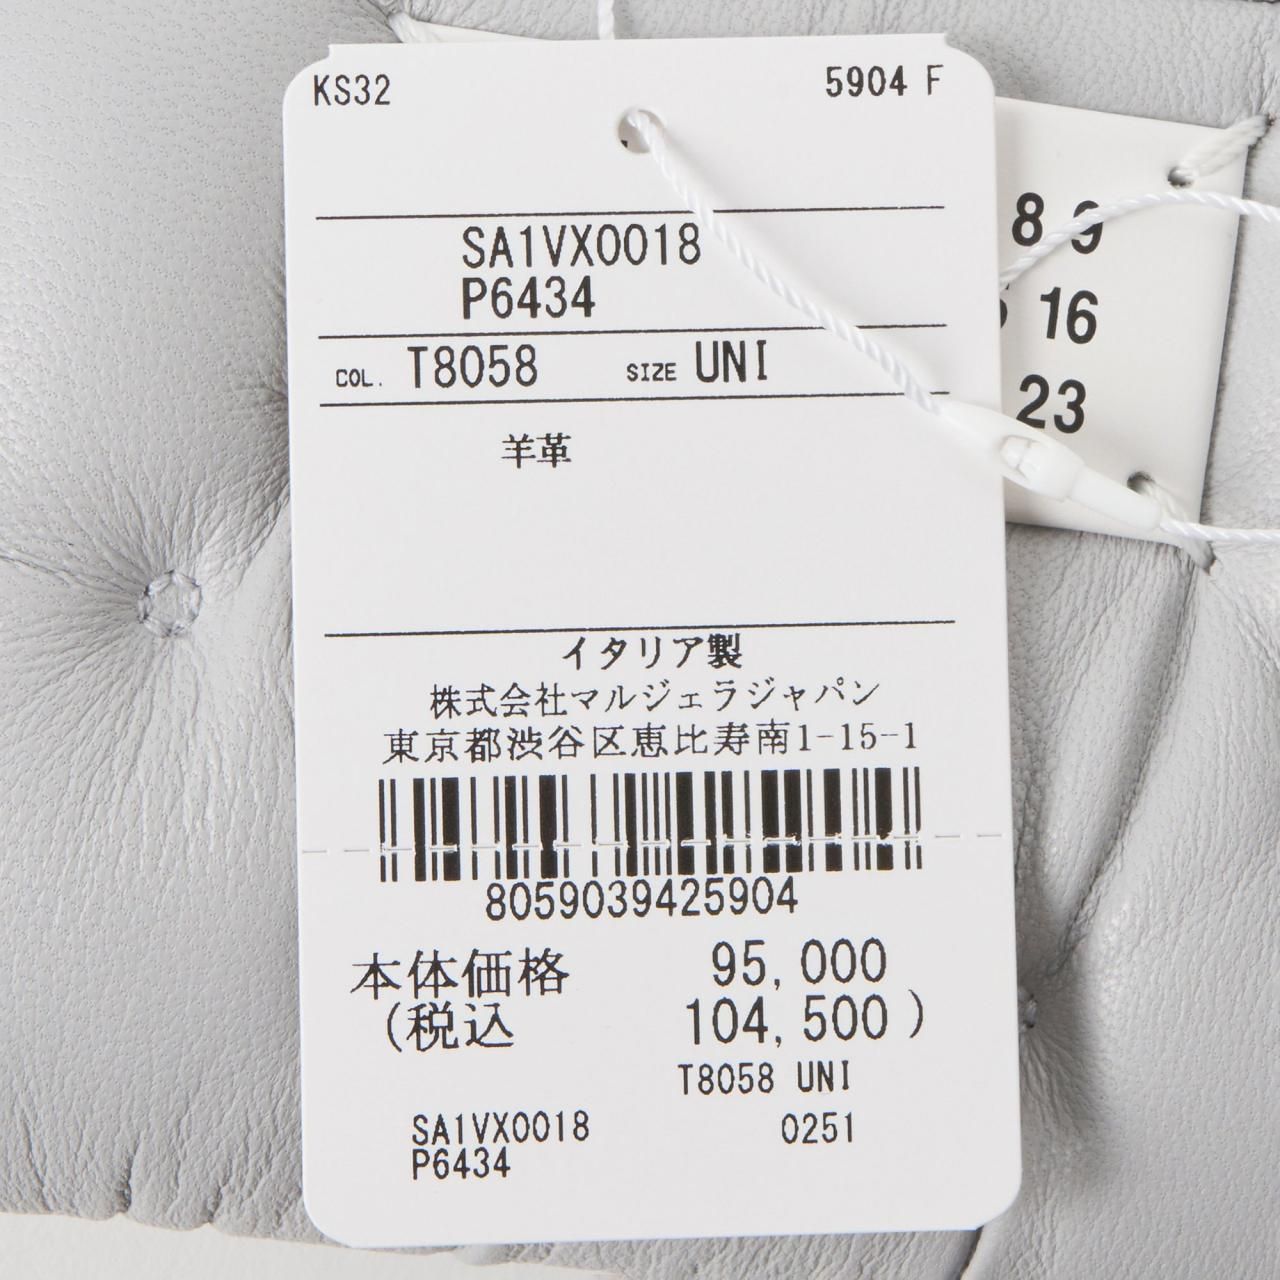 KS32 5904 F
SA1VX0018
P6434
COL. T8058 SIZE UNI
羊革
イタリア製
株式会社マルジェラジャパン
東京都渋谷区恵比寿南1-15-1
8059039425904
本体価格 95,000
(税込 104,500)
T8058 UNI
SA1VX0018 0251
P6434
8 9
16
23